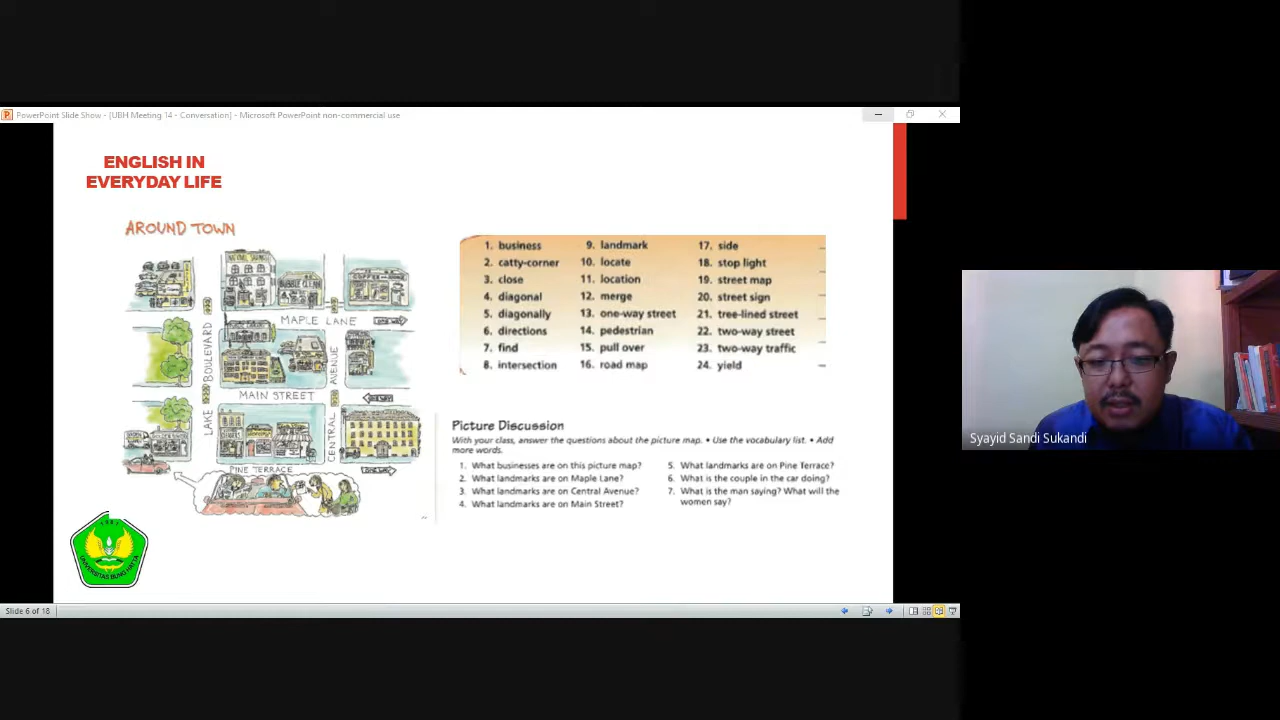 PowerPoint Slide Show - [UBH Meeting 14 - Conversation] - Microsoft PowerPoint non-commercial use
ENGLISH IN
EVERYDAY LIFE
AROUND TOWN
MAPLE LANE
LAKE BOULEVARD
CENTRAL AVENUE
MAIN STREET
PINE TERRACE
1. business
2. catty-corner
3. close
4. diagonal
5. diagonally
6. directions
7. find
8. intersection
9. landmark
10. locate
11. location
12. merge
13. one-way street
14. pedestrian
15. pull over
16. road map
17. side
18. stop light
19. street map
20. street sign
21. tree-lined street
22. two-way street
23. two-way traffic
24. yield
Picture Discussion
With your class, answer the questions about the picture map. • Use the vocabulary list. • Add
more words.
1. What businesses are on this picture map?
2. What landmarks are on Maple Lane?
3. What landmarks are on Central Avenue?
4. What landmarks are on Main Street?
5. What landmarks are on Pine Terrace?
6. What is the couple in the car doing?
7. What is the man saying? What will the
women say?
UNIVERSITAS BUNG HATTA
Slide 6 of 18
Syayid Sandi Sukandi